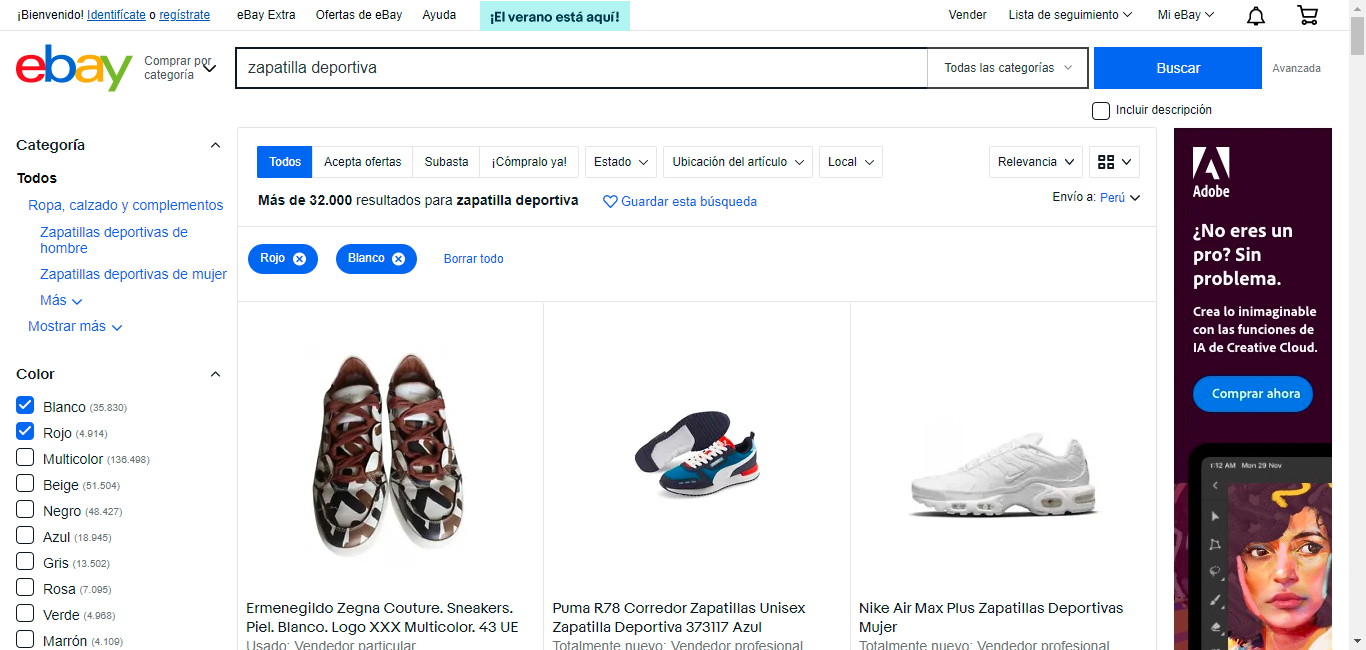 ¡Bienvenido! Identifícate o regístrate
eBay Extra
Ofertas de eBay
Ayuda
¡El verano está aquí!
Vender
Lista de seguimiento
Mi eBay
ebay
Comprar por
categoría
zapatilla deportiva
Todas las categorías
Buscar
Avanzada
Incluir descripción
Categoría
Todos
Ropa, calzado y complementos
Zapatillas deportivas de
hombre
Zapatillas deportivas de mujer
Más
Mostrar más
Color
Blanco (35.830)
Rojo (4.914)
Multicolor (136.498)
Beige (51.504)
Negro (48.427)
Azul (18.945)
Gris (13.502)
Rosa (7.095)
Verde (4.968)
Marrón (4.109)
Todos
Acepta ofertas
Subasta
¡Cómpralo ya!
Estado
Ubicación del artículo
Local
Relevancia
Más de 32.000 resultados para zapatilla deportiva
Guardar esta búsqueda
Envío a: Perú
Rojo
Blanco
Borrar todo
Ermenegildo Zegna Couture. Sneakers.
Piel. Blanco. Logo XXX Multicolor. 43 UE
Usado: Vendedor particular
Puma R78 Corredor Zapatillas Unisex
Zapatilla Deportiva 373117 Azul
Totalmente nuevo: Vendedor profesional
Nike Air Max Plus Zapatillas Deportivas
Mujer
Totalmente nuevo: Vendedor profesional
Adobe
¿No eres un
pro? Sin
problema.
Crea lo inimaginable
con las funciones de
IA de Creative Cloud.
Comprar ahora
1:12 AM Mon 29 Nov